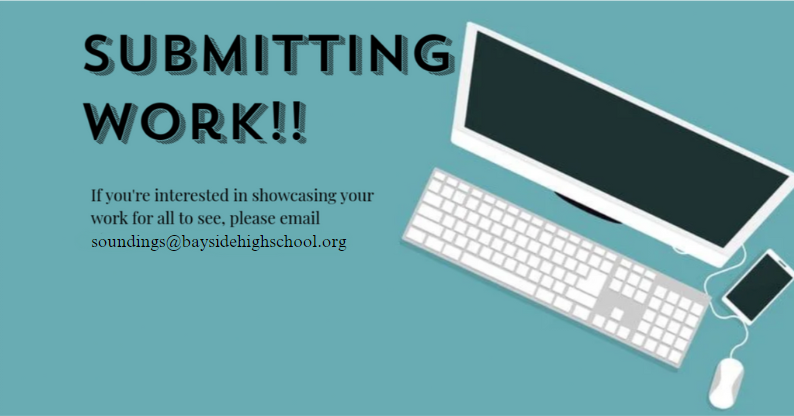 SUBMITTING
WORK!!
If you're interested in showcasing your
work for all to see, please email
soundings@baysidehighschool.org